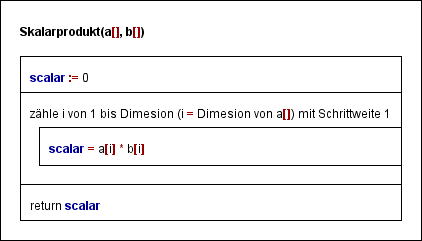 Skalarprodukt(a[], b[])
scalar := 0
zähle i von 1 bis Dimesion (i = Dimesion von a[]) mit Schrittweite 1
scalar = a[i] * b[i]
return scalar